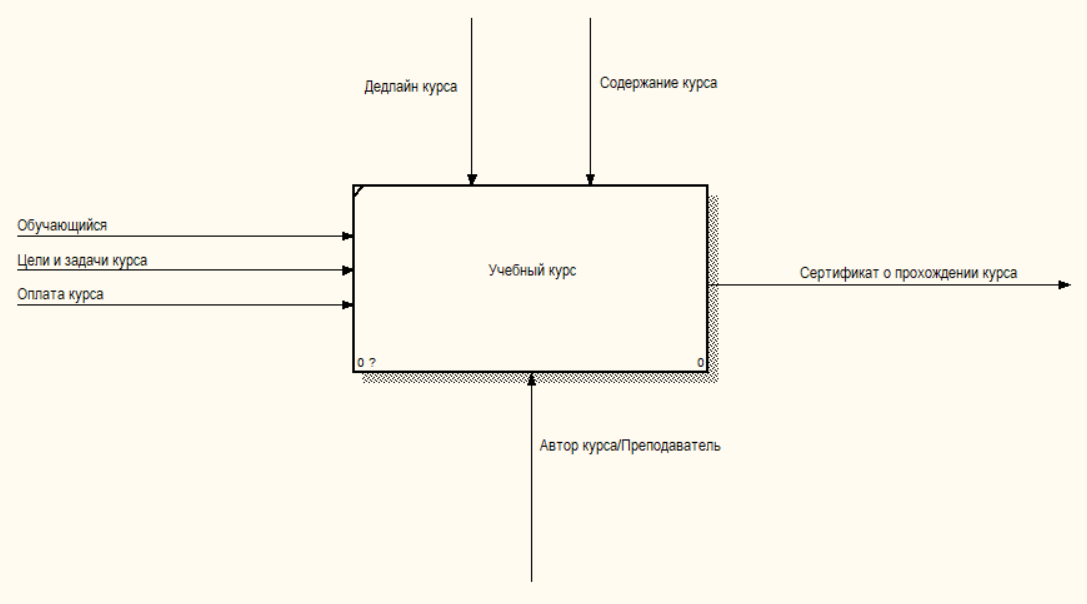 Дедлайн курса
Содержание курса
Обучающийся
Цели и задачи курса
Оплата курса
Учебный курс
Сертификат о прохождении курса
0 ?
0
Автор курса/Преподаватель